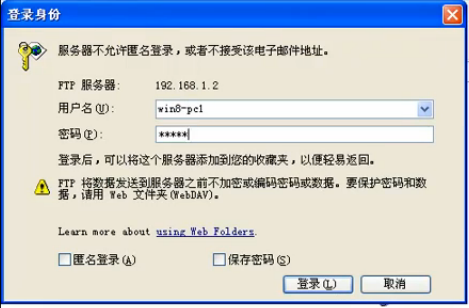 登录身份
服务器不允许匿名登录，或者不接受该电子邮件地址。
FTP 服务器: 192.168.1.2
用户名(U): win8-pc1
密码(P): *****
登录后，可以将这个服务器添加到您的收藏夹，以便轻易返回。
FTP 将数据发送到服务器之前不加密或编码密码或数据。要保护密码和数
据，请用 Web 文件夹(WebDAV)。
Learn more about using Web Folders.
匿名登录(A) 保存密码(S)
登录(L) 取消